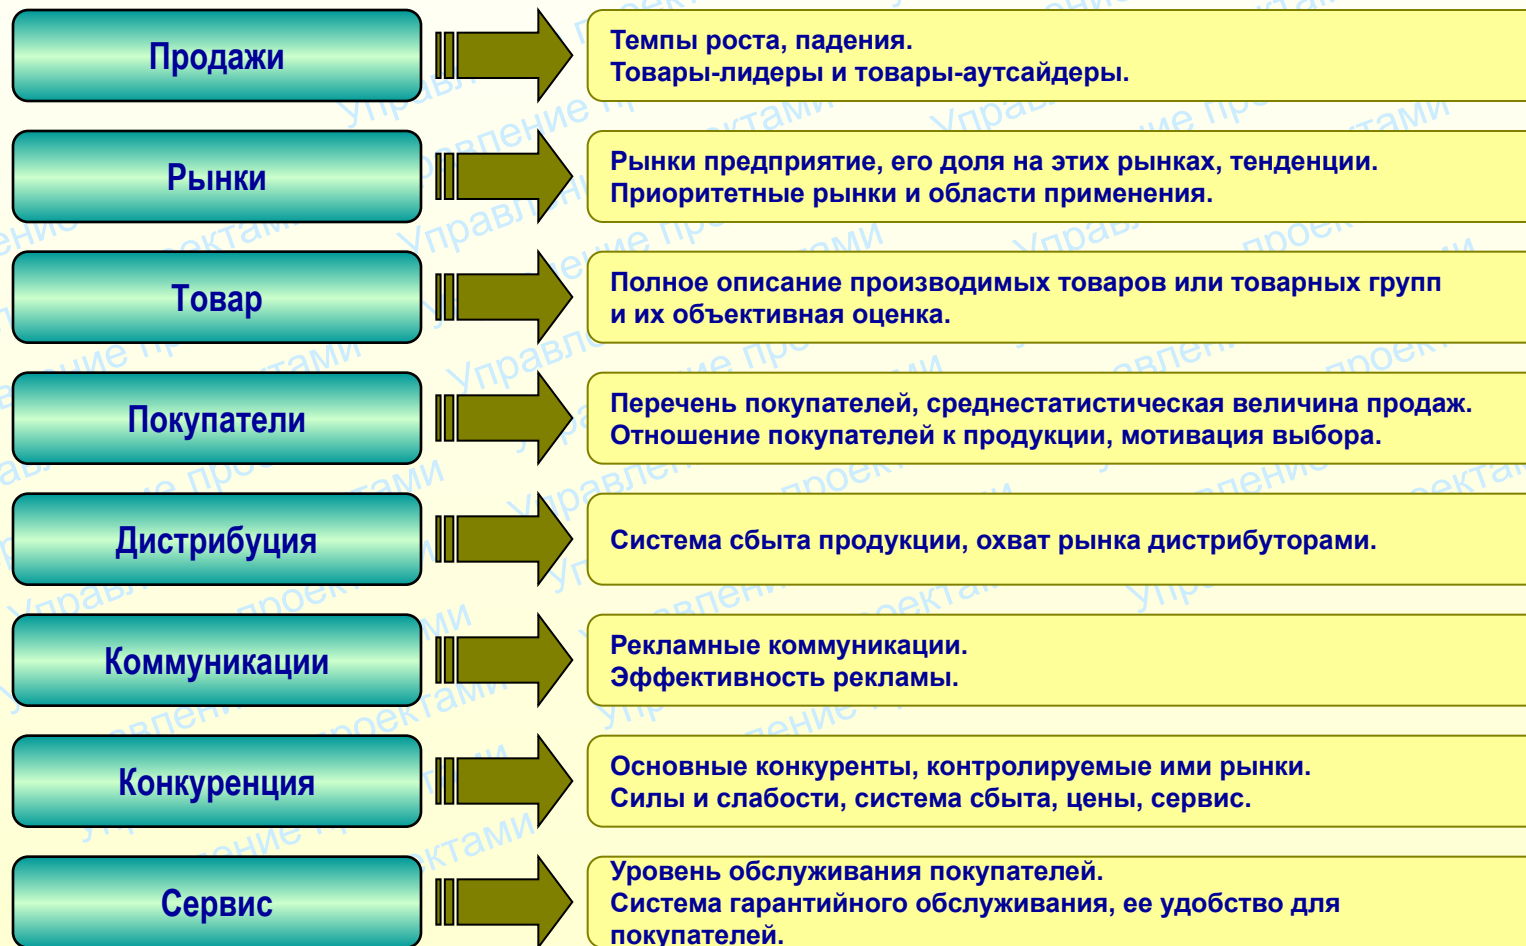 Продажи
Темпы роста, падения.
Товары-лидеры и товары-аутсайдеры.
Рынки
Рынки предприятие, его доля на этих рынках, тенденции.
Приоритетные рынки и области применения.
Товар
Полное описание производимых товаров или товарных групп
и их объективная оценка.
Покупатели
Перечень покупателей, среднестатистическая величина продаж.
Отношение покупателей к продукции, мотивация выбора.
Дистрибуция
Система сбыта продукции, охват рынка дистрибуторами.
Коммуникации
Рекламные коммуникации.
Эффективность рекламы.
Конкуренция
Основные конкуренты, контролируемые ими рынки.
Силы и слабости, система сбыта, цены, сервис.
Сервис
Уровень обслуживания покупателей.
Система гарантийного обслуживания, ее удобство для
покупателей.